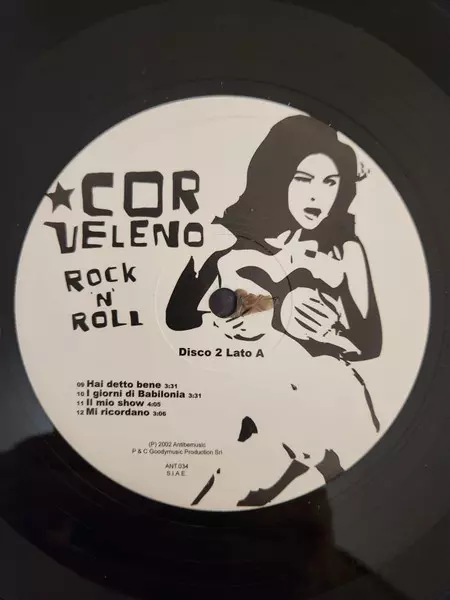 COR
VELENO
ROCK
'N'
ROLL
Disco 2 Lato A
09 Hai detto bene 3:31
10 I giorni di Babilonia 3:31
11 Il mio show 4:05
12 Mi ricordano 3:06
(P) 2002 Antibemusic
P & C Goodymusic Production Srl
ANT 034
S.I.A.E.